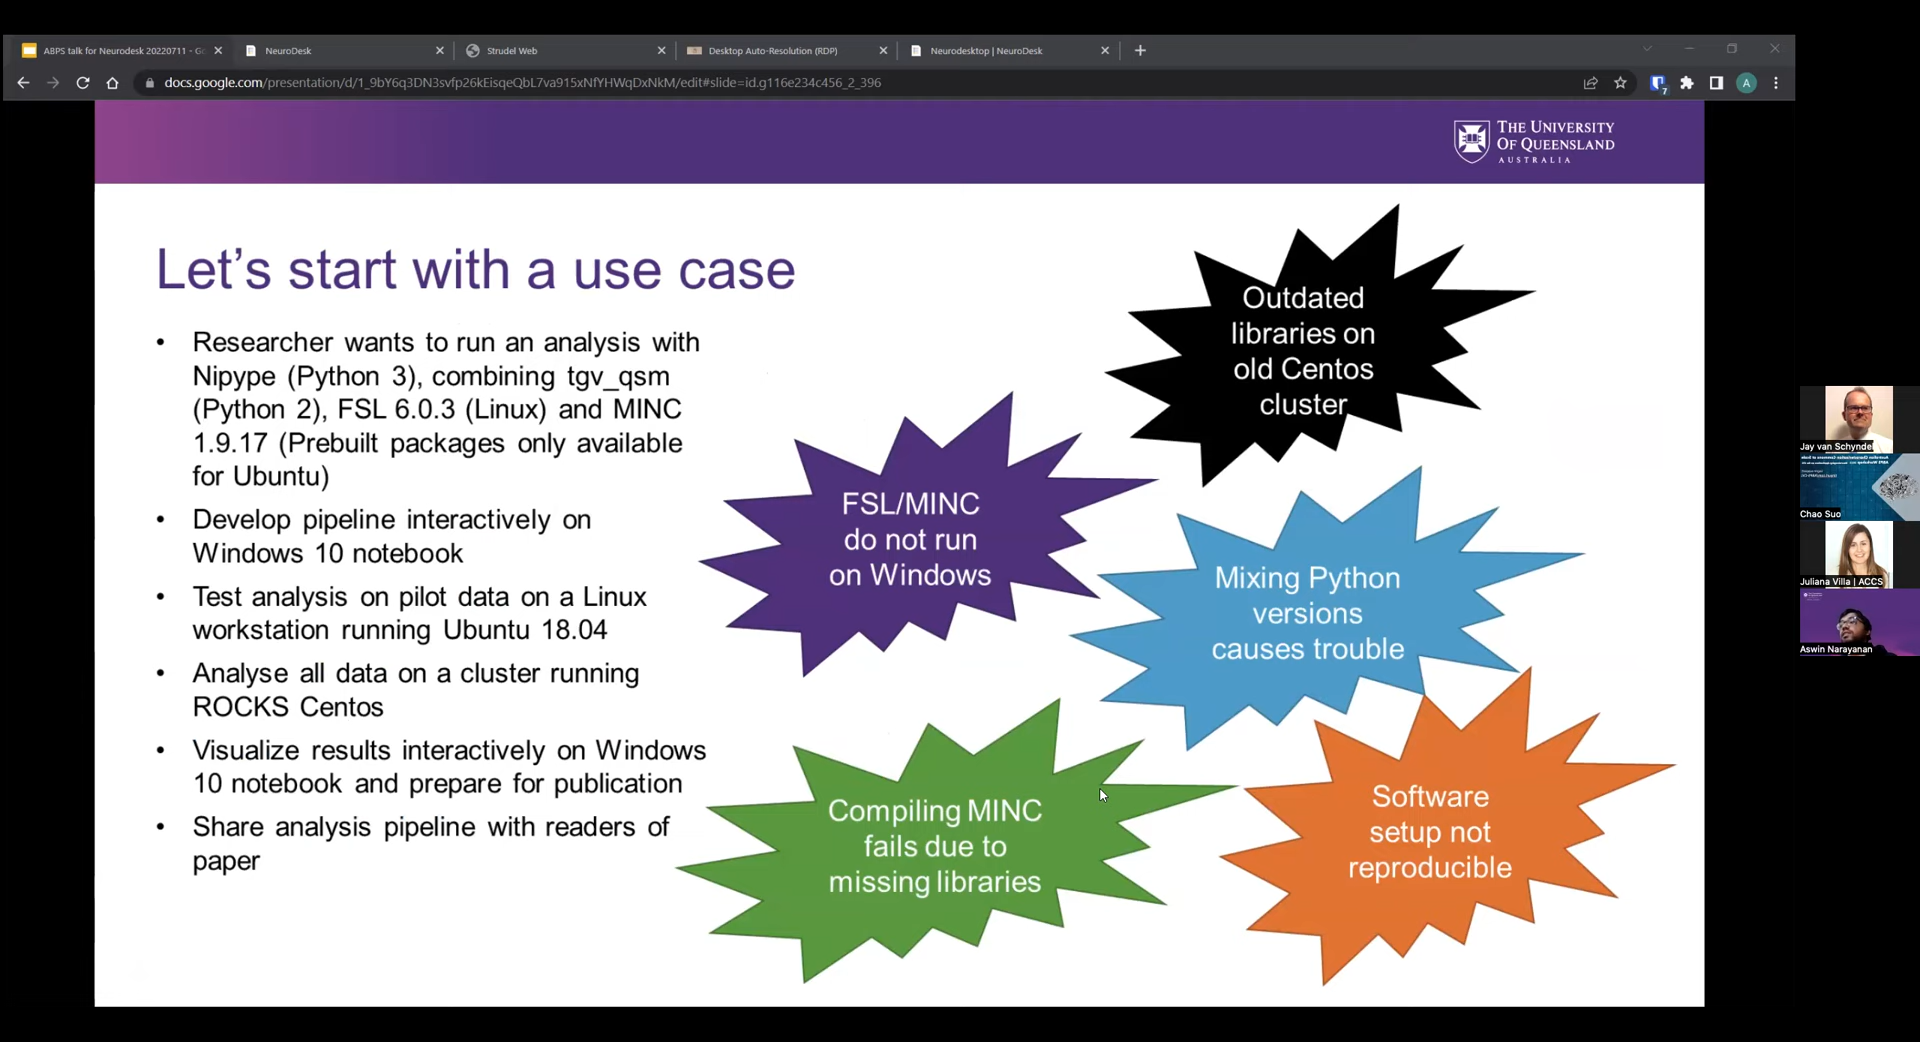 ABPS talk for Neurodesk 20220711 - Go
NeuroDesk
Strudel Web
Desktop Auto-Resolution (RDP)
Neurodesktop | NeuroDesk
docs.google.com/presentation/d/1_9bY6q3DN3svfp26kEisqeQbL7va915xNfYHWqDxNkM/edit#slide=id.g116e234c456_2_396
7
A
THE UNIVERSITY
OF QUEENSLAND
AUSTRALIA
Let's start with a use case
• Researcher wants to run an analysis with
Nipype (Python 3), combining tgv_qsm
(Python 2), FSL 6.0.3 (Linux) and MINC
1.9.17 (Prebuilt packages only available
for Ubuntu)
• Develop pipeline interactively on
Windows 10 notebook
• Test analysis on pilot data on a Linux
workstation running Ubuntu 18.04
• Analyse all data on a cluster running
ROCKS Centos
• Visualize results interactively on Windows
10 notebook and prepare for publication
• Share analysis pipeline with readers of
paper
Outdated
libraries on
old Centos
cluster
FSL/MINC
do not run
on Windows
Mixing Python
versions
causes trouble
Compiling MINC
fails due to
missing libraries
Software
setup not
reproducible
Jay van Schyndel
Chao Suo
Juliana Villa | ACCS
Aswin Narayanan